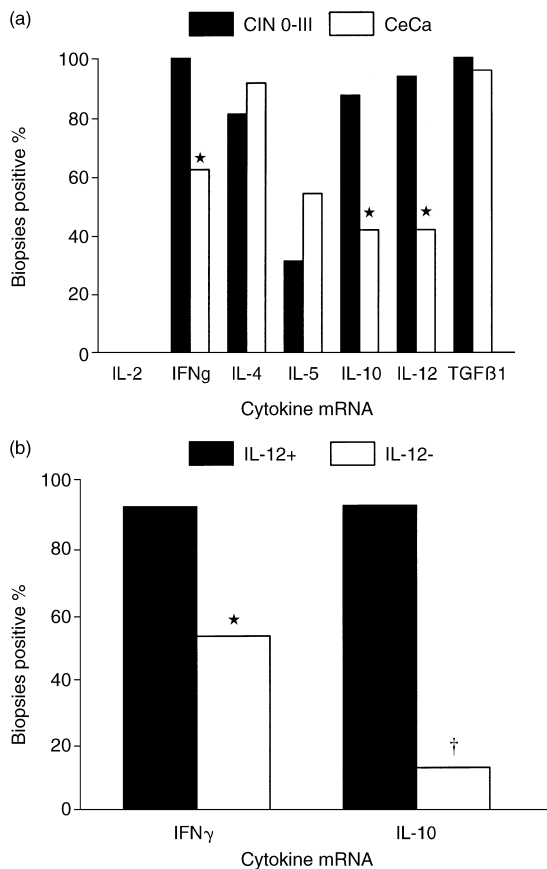 (a)
CIN 0-III CeCa
100
80
60
40
20
0
Biopsies positive %
★
★
★
IL-2 IFNg IL-4 IL-5 IL-10 IL-12 TGFß1
Cytokine mRNA
(b)
IL-12+ IL-12-
100
80
60
40
20
0
Biopsies positive %
★
†
IFNγ IL-10
Cytokine mRNA